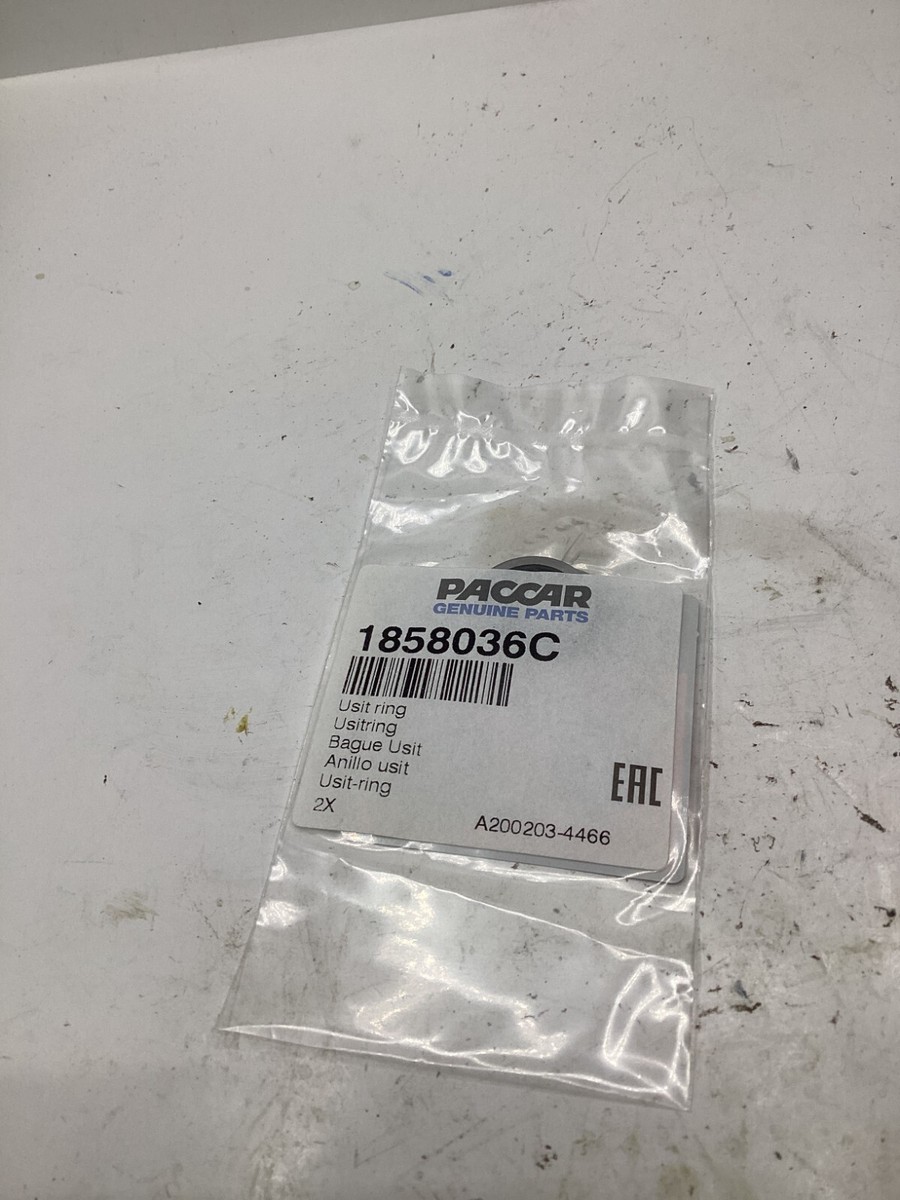 PACCAR
GENUINE PARTS
1858036C
Usit ring
Usitring
Bague Usit
Anillo usit
Usit-ring
2X
EAC
A200203-4466